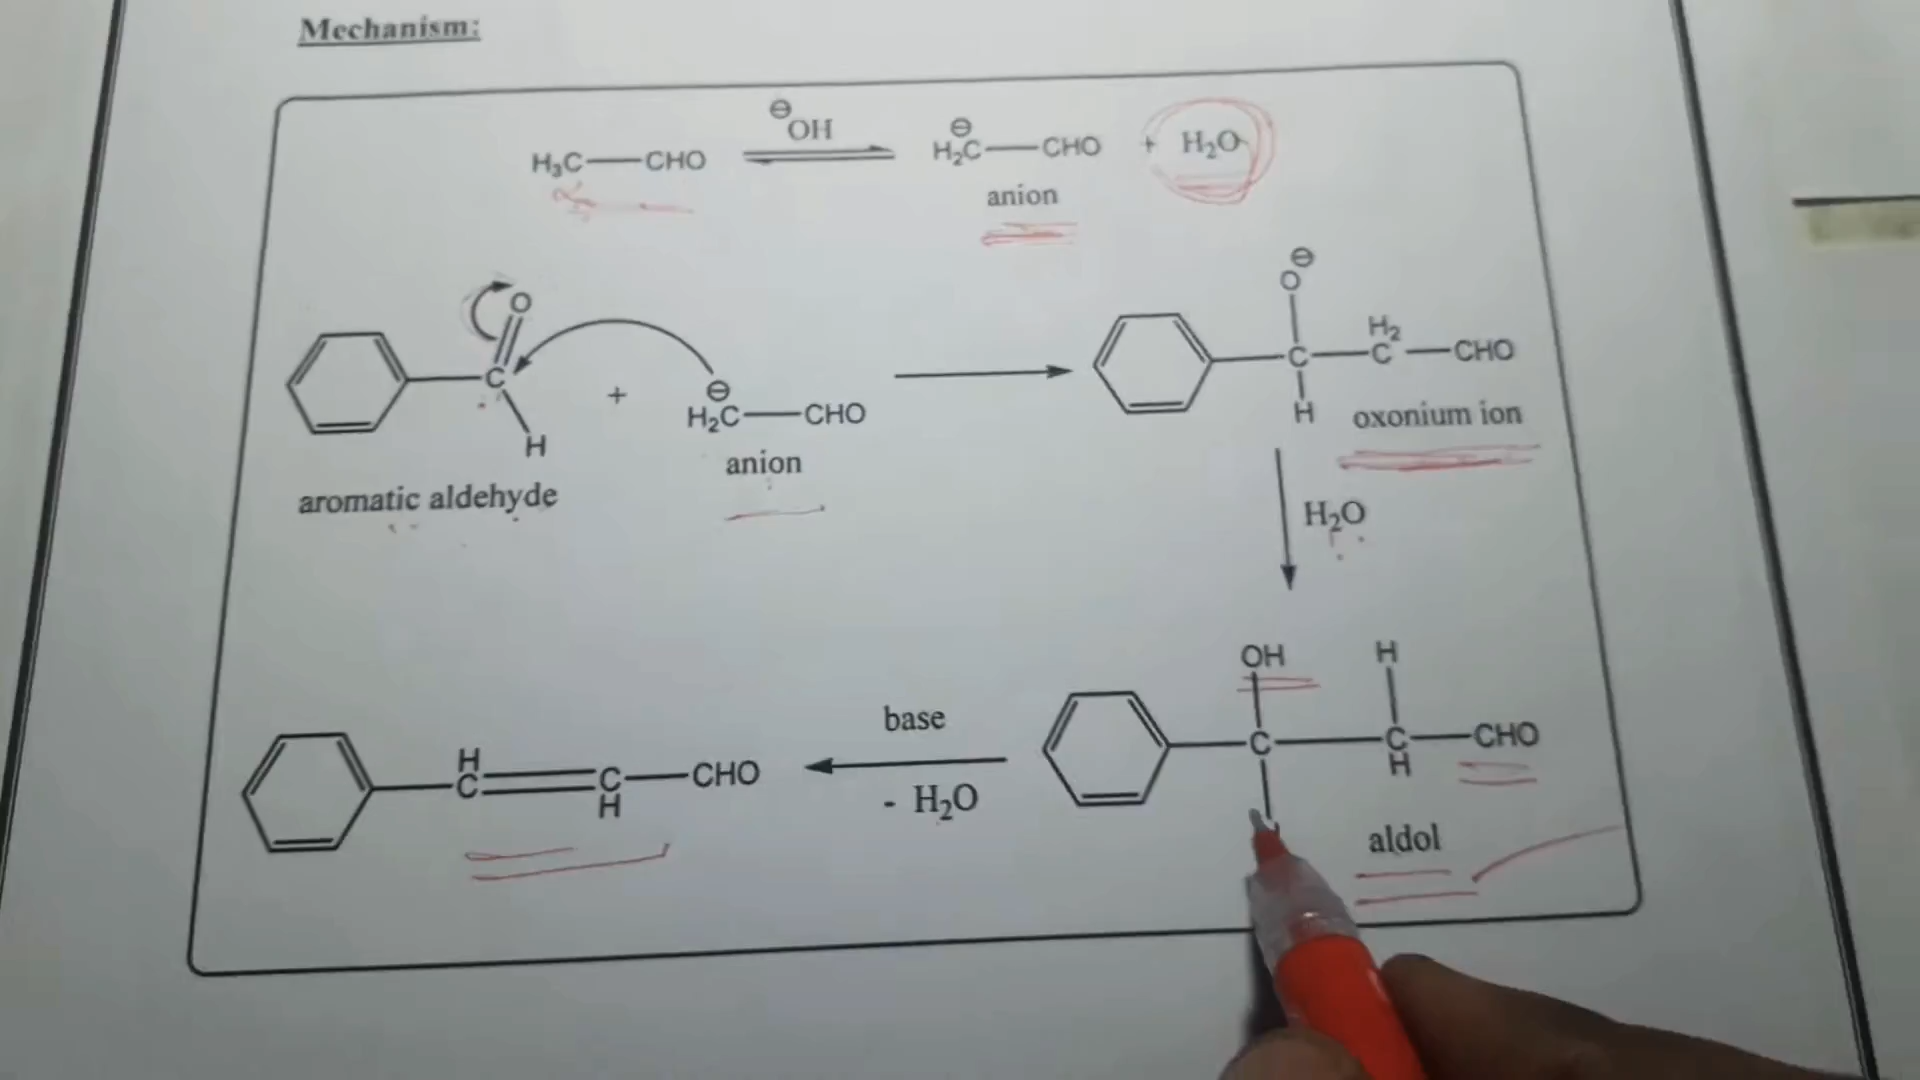 Mechanism:
⊖
OH
H₃C—CHO ⇌ H₂C⊖—CHO + H₂O
anion
O⊖
O
H₂
C C C—CHO
+ ⊖
H₂C—CHO
H H
oxonium ion
anion
aromatic aldehyde
H₂O
OH H
base
H
C C—CHO C C—CHO
H H
- H₂O
aldol